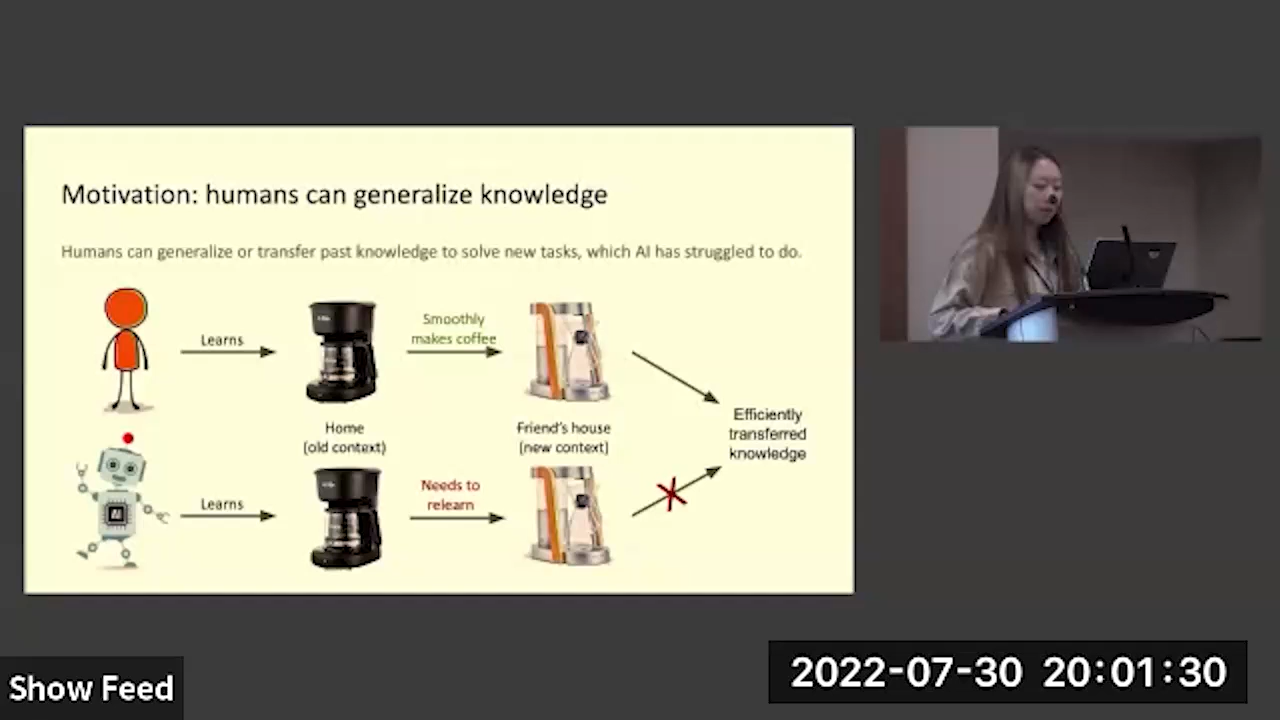 Motivation: humans can generalize knowledge
Humans can generalize or transfer past knowledge to solve new tasks, which AI has struggled to do.
Learns
Smoothly
makes coffee
Home
(old context)
Friend's house
(new context)
Efficiently
transferred
knowledge
AI
Learns
Needs to
relearn
Show Feed
2022-07-30 20:01:30